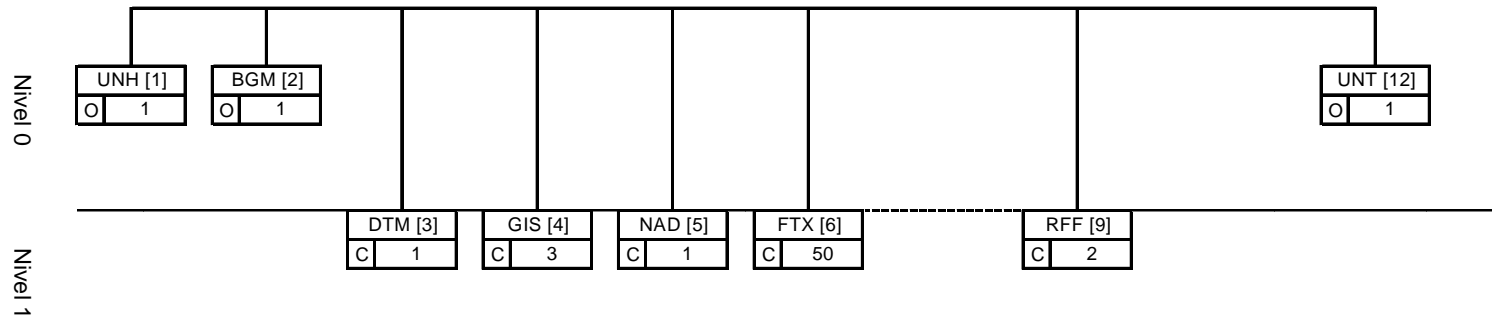 Nivel 0
UNH [1]
O 1
BGM [2]
O 1
UNT [12]
O 1
Nivel 1
DTM [3]
C 1
GIS [4]
C 3
NAD [5]
C 1
FTX [6]
C 50
RFF [9]
C 2